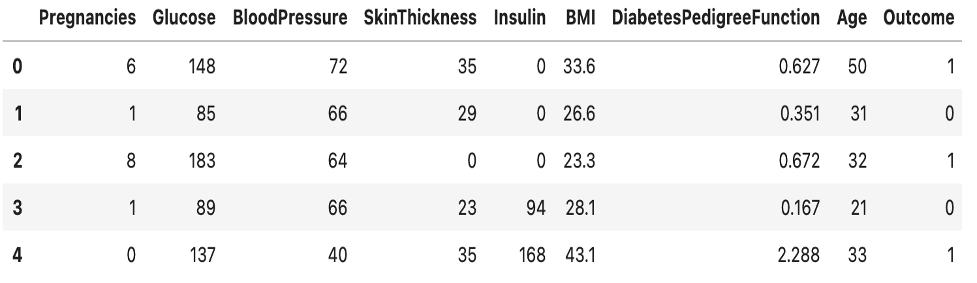 Pregnancies Glucose BloodPressure SkinThickness Insulin BMI DiabetesPedigreeFunction Age Outcome
0 6 148 72 35 0 33.6 0.627 50 1
1 1 85 66 29 0 26.6 0.351 31 0
2 8 183 64 0 0 23.3 0.672 32 1
3 1 89 66 23 94 28.1 0.167 21 0
4 0 137 40 35 168 43.1 2.288 33 1